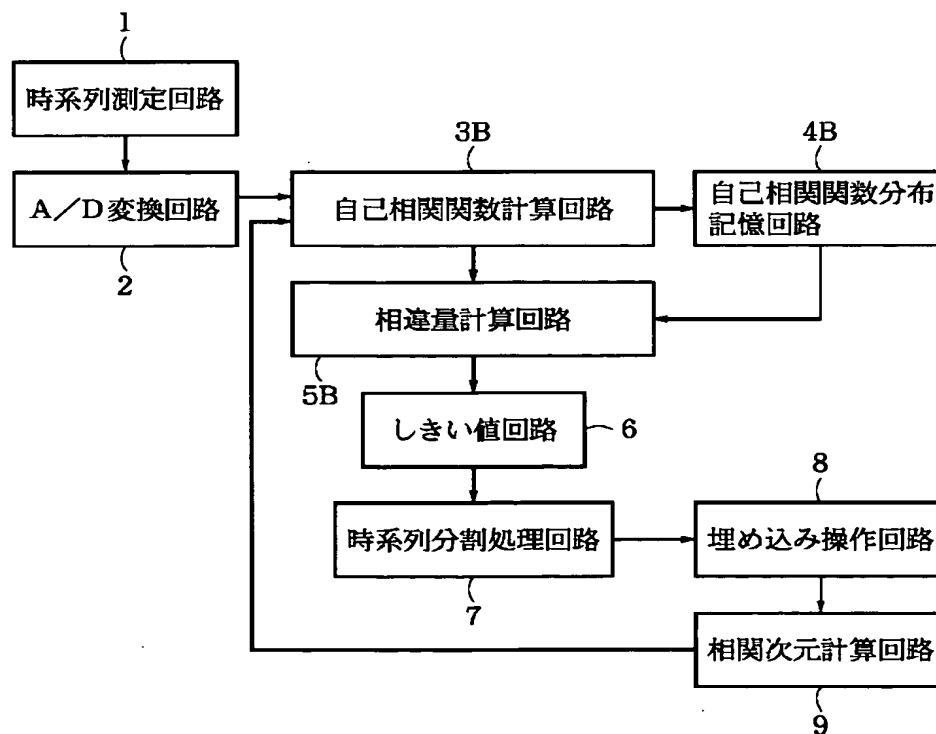 1
時系列測定回路
3B
4B
A／D変換回路
自己相関関数計算回路
自己相関関数分布
記憶回路
2
相違量計算回路
5B
しきい値回路
6
8
時系列分割処理回路
埋め込み操作回路
7
相関次元計算回路
9